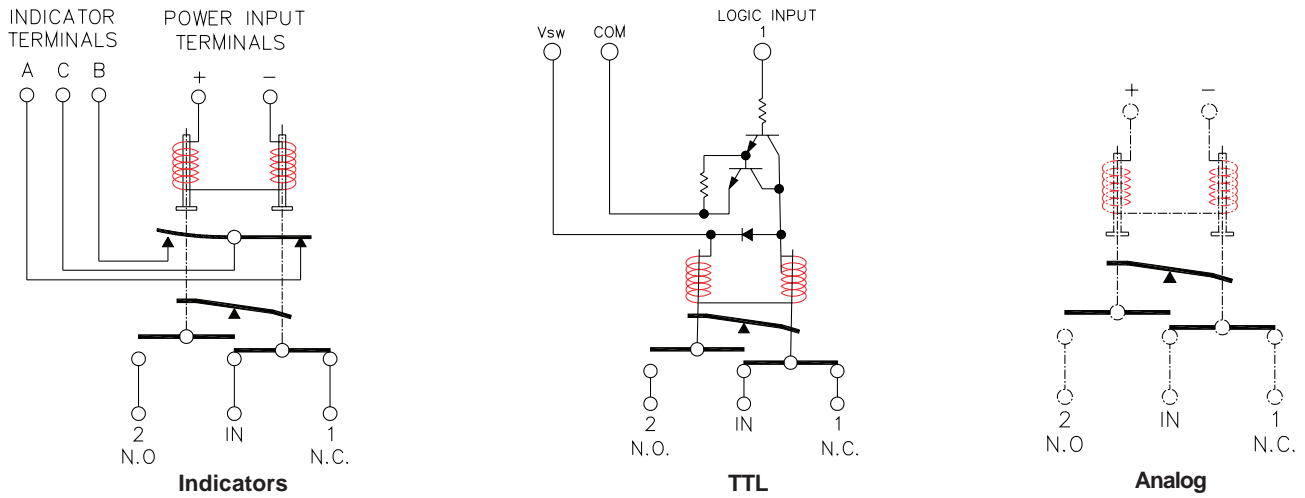 INDICATOR
TERMINALS
A C B
POWER INPUT
TERMINALS
+ −
2 IN 1
N.O N.C.
Indicators
Vsw COM
LOGIC INPUT
1
2 IN 1
N.O. N.C.
TTL
+ −
2 IN 1
N.O. N.C.
Analog